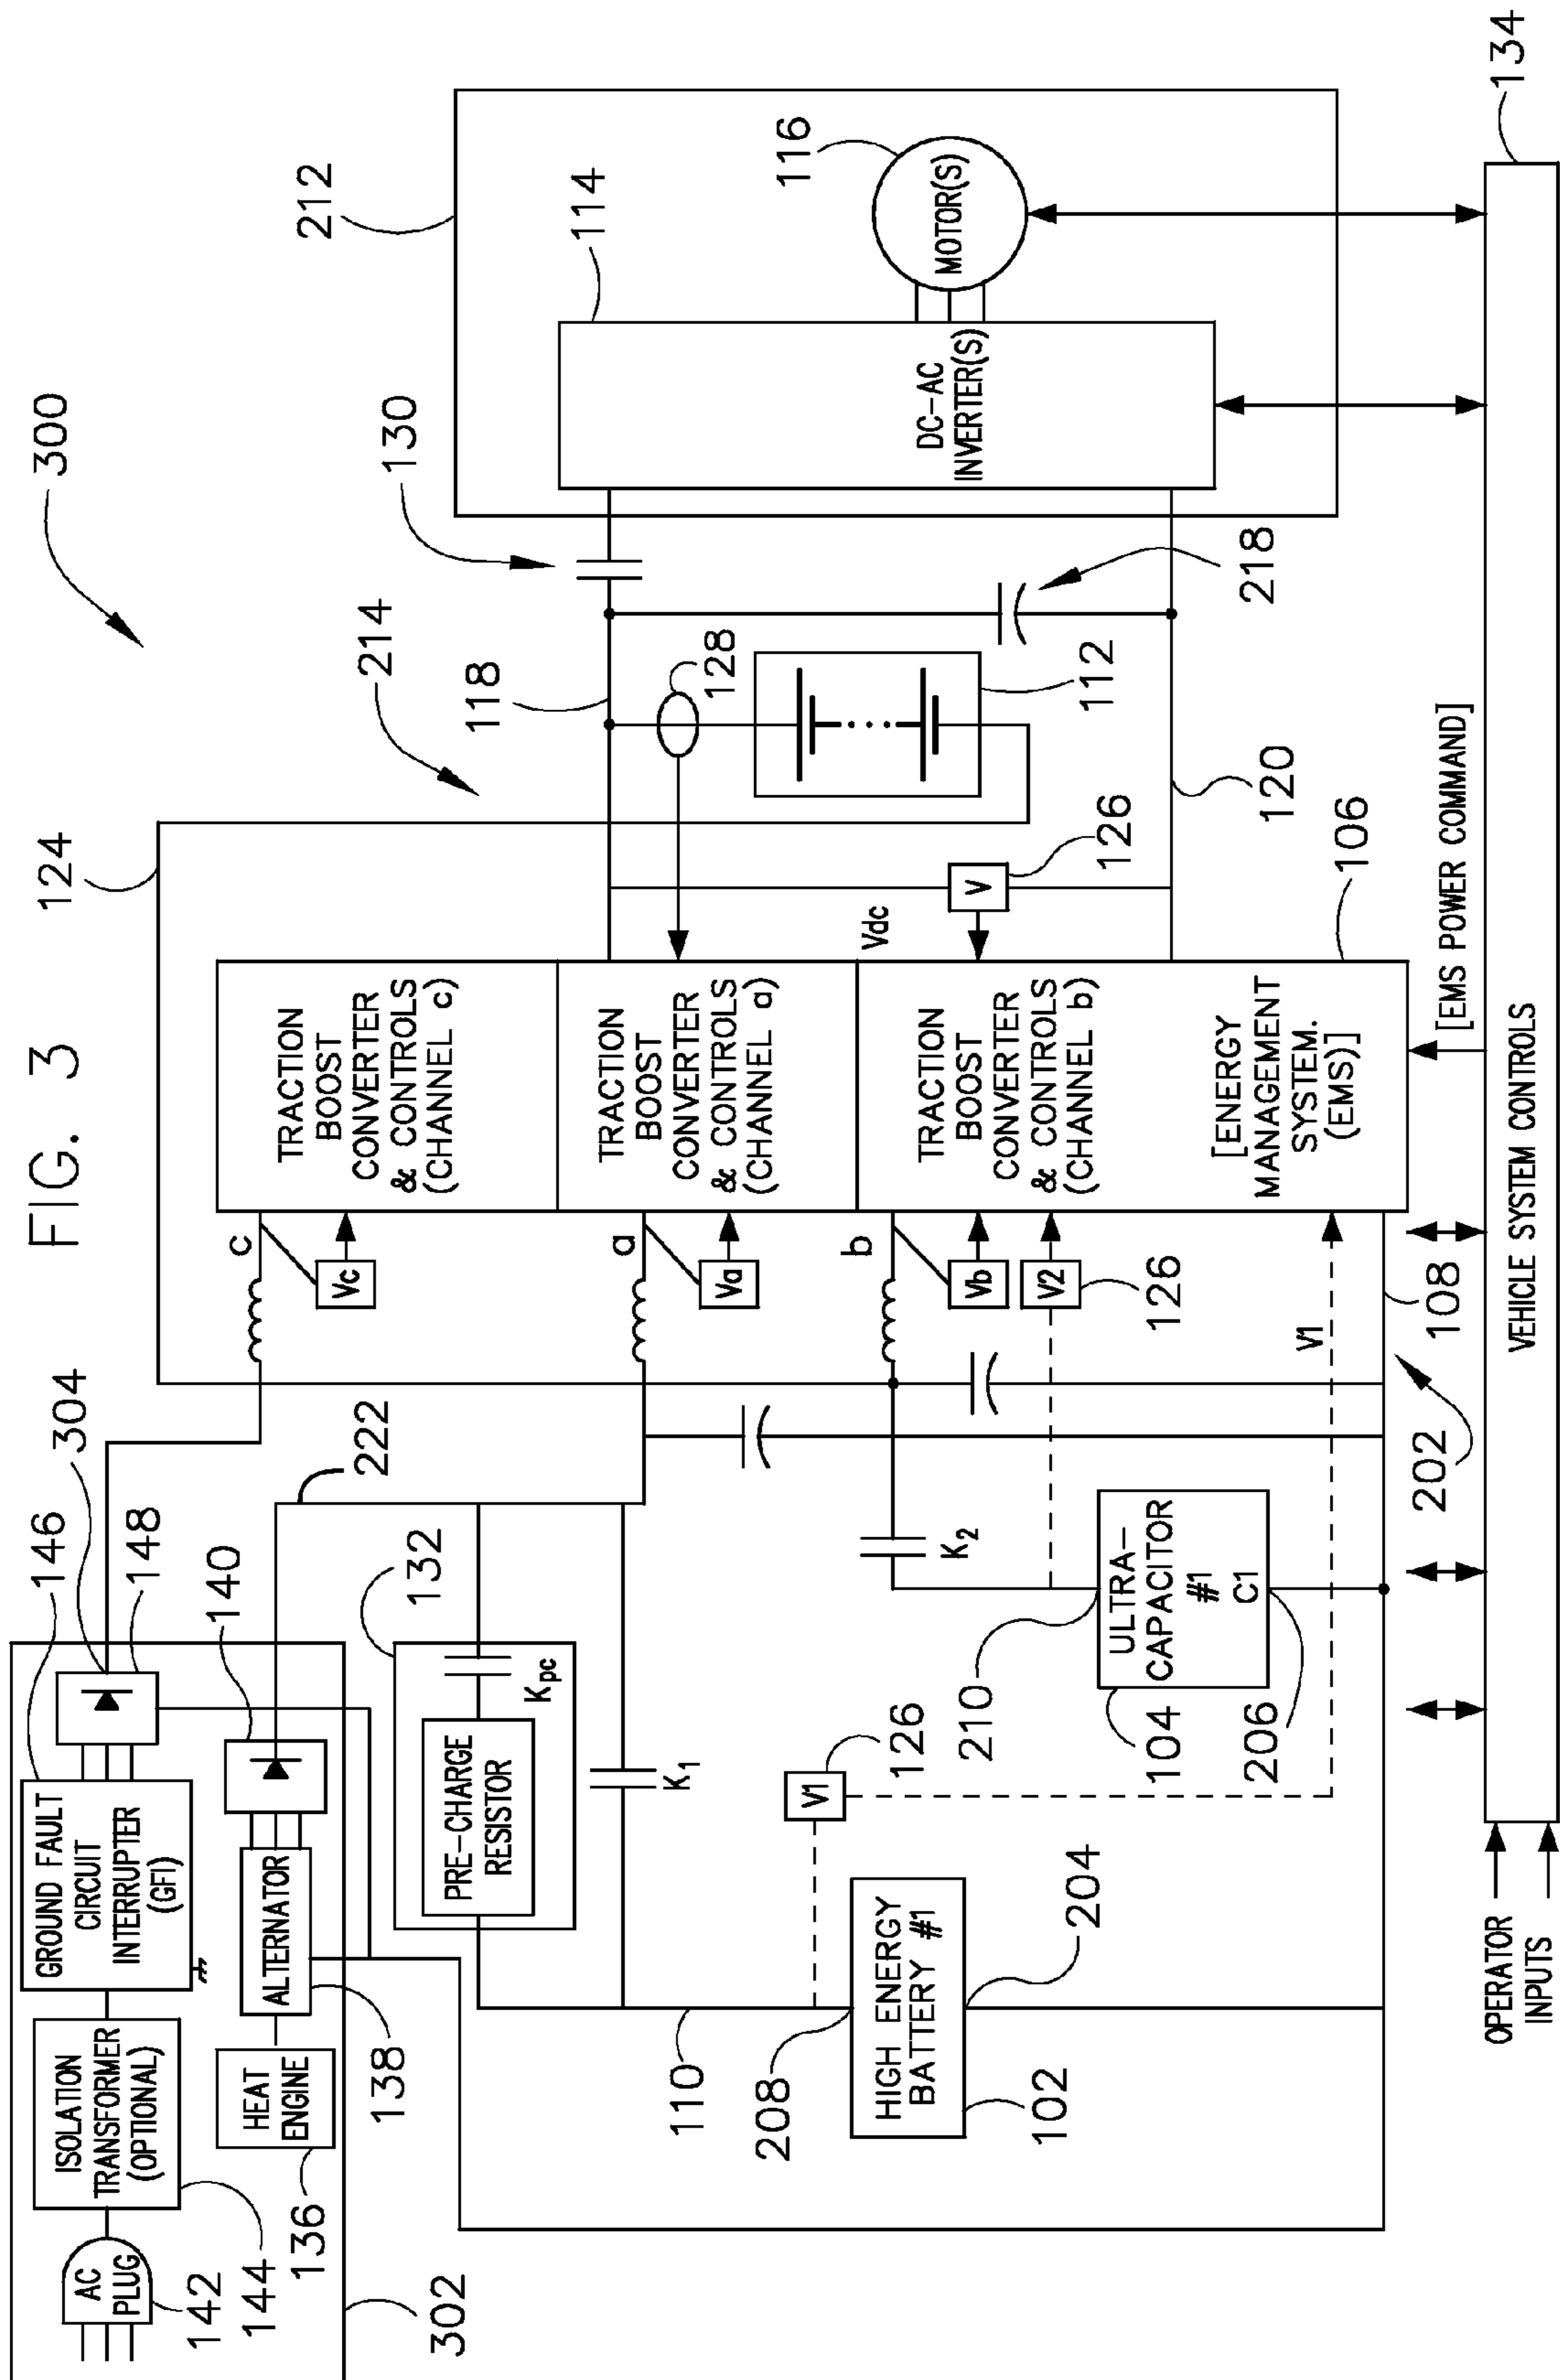 FIG. 3
300
124
214
118
130
212
114
116
MOTOR(S)
DC-AC
INVERTER(S)
128
112
218
126
V
Vdc
120
106
TRACTION
BOOST
CONVERTER
& CONTROLS
(CHANNEL c)
TRACTION
BOOST
CONVERTER
& CONTROLS
(CHANNEL a)
TRACTION
BOOST
CONVERTER
& CONTROLS
(CHANNEL b)
[ENERGY
MANAGEMENT
SYSTEM.
(EMS)]
c
Vc
a
Va
b
Vb
V2
126
V1
108
202
304
146
148
222
140
132
AC
PLUG
142
ISOLATION
TRANSFORMER
(OPTIONAL)
144
GROUND FAULT
CIRCUIT
INTERRUPTER
(GFI)
HEAT
ENGINE
136
ALTERNATOR
138
302
PRE-CHARGE
RESISTOR
Kpc
K1
K2
110
V1
126
208
HIGH ENERGY
BATTERY #1
204
102
210
ULTRA-
CAPACITOR
#1
C1
104
206
202
[EMS POWER COMMAND]
VEHICLE SYSTEM CONTROLS
134
OPERATOR
INPUTS